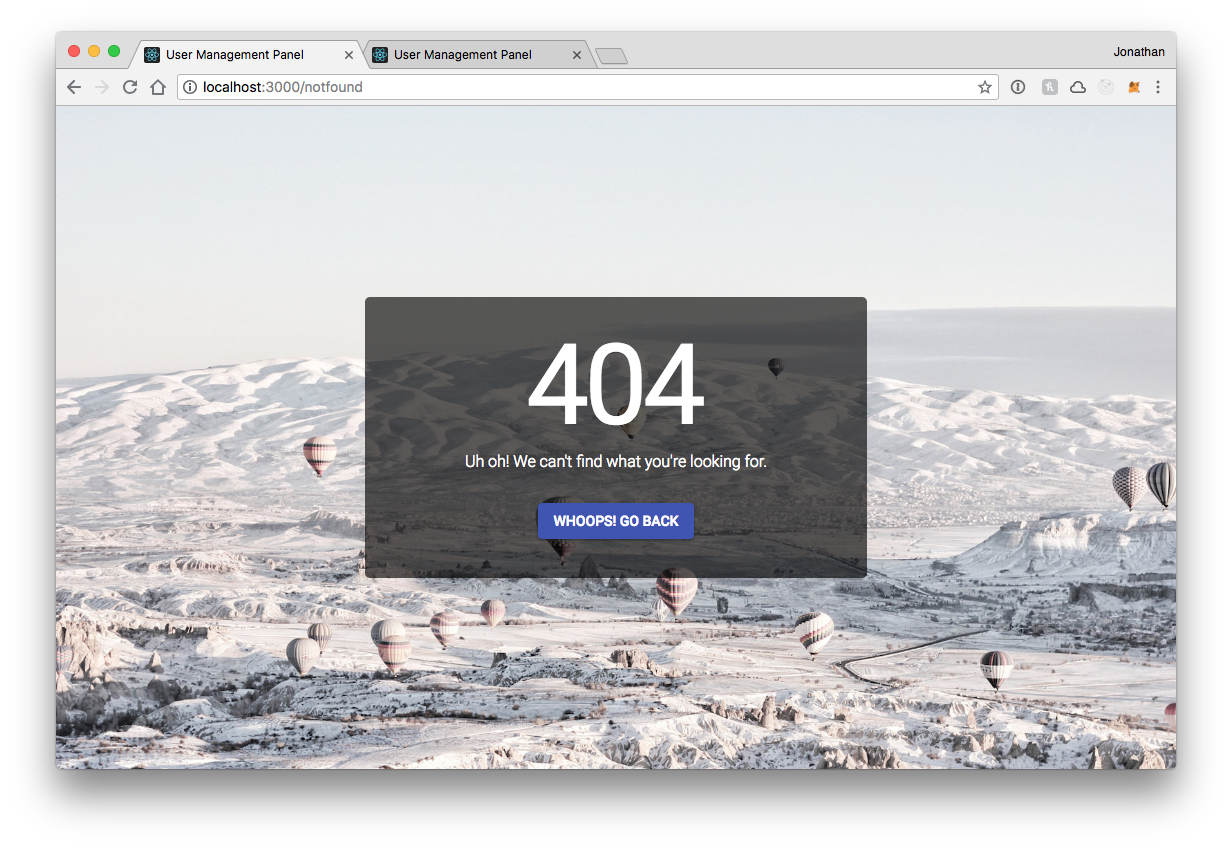 User Management Panel
User Management Panel
Jonathan
localhost:3000/notfound
404
Uh oh! We can't find what you're looking for.
WHOOPS! GO BACK